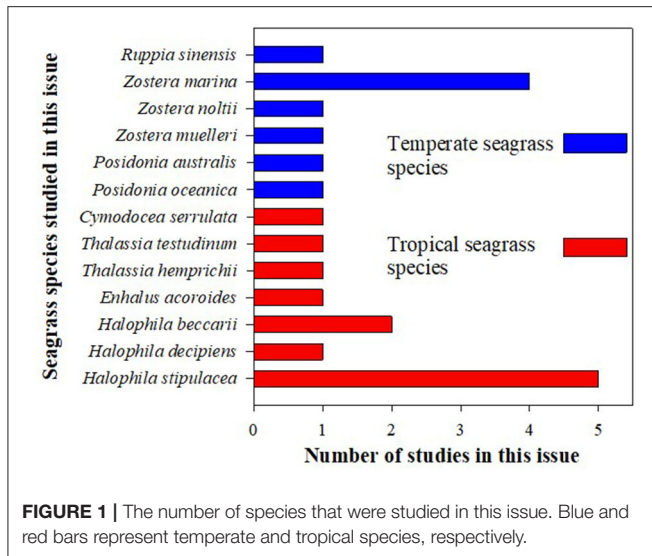 Seagrass species studied in this issue
Ruppia sinensis
Zostera marina
Zostera noltii
Zostera muelleri
Posidonia australis
Posidonia oceanica
Cymodocea serrulata
Thalassia testudinum
Thalassia hemprichii
Enhalus acoroides
Halophila beccarii
Halophila decipiens
Halophila stipulacea
Temperate seagrass
species
Tropical seagrass
species
0 1 2 3 4 5
Number of studies in this issue
FIGURE 1 | The number of species that were studied in this issue. Blue and
red bars represent temperate and tropical species, respectively.